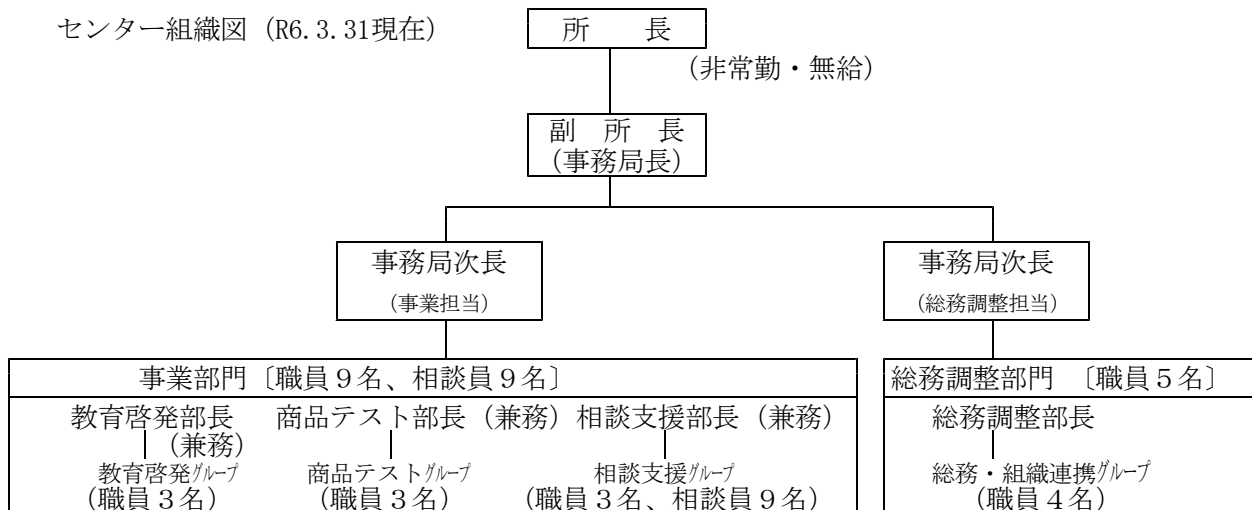 センター組織図（R6.3.31現在）
所　　長
（非常勤・無給）
副　所　長
（事務局長）
事務局次長
（事業担当）
事務局次長
（総務調整担当）
事業部門〔職員９名、相談員９名〕
教育啓発部長
（兼務）
商品テスト部長（兼務）
相談支援部長（兼務）
教育啓発ｸﾞﾙｰﾌﾟ
（職員３名）
商品テストｸﾞﾙｰﾌﾟ
（職員３名）
相談支援ｸﾞﾙｰﾌﾟ
（職員３名、相談員９名）
総務調整部門　〔職員５名〕
総務調整部長
総務・組織連携ｸﾞﾙｰﾌﾟ
（職員４名）